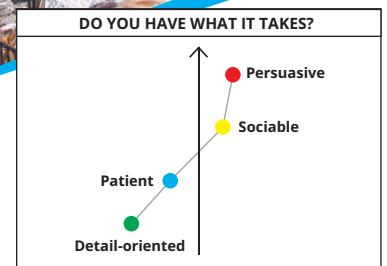 DO YOU HAVE WHAT IT TAKES?
Persuasive
Sociable
Patient
Detail-oriented